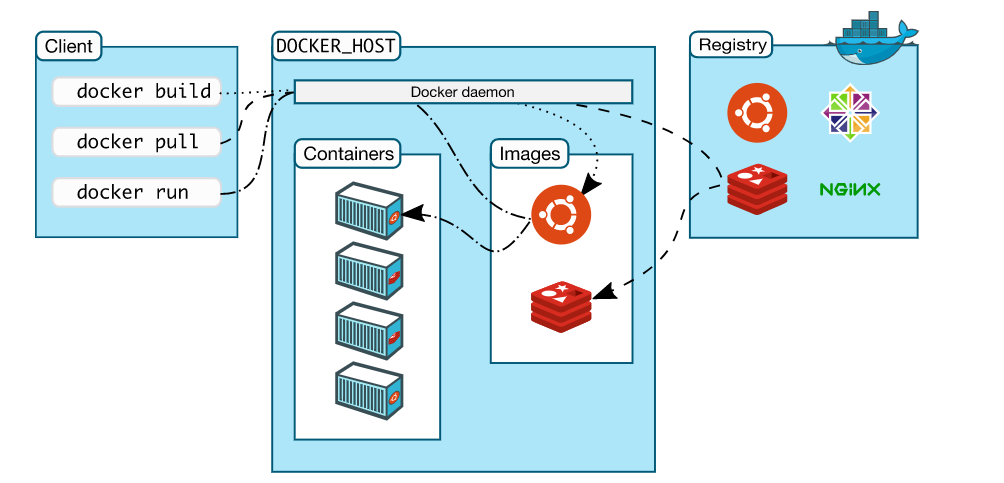 Client
docker build
docker pull
docker run
DOCKER_HOST
Docker daemon
Containers
Images
Registry
NGiNX